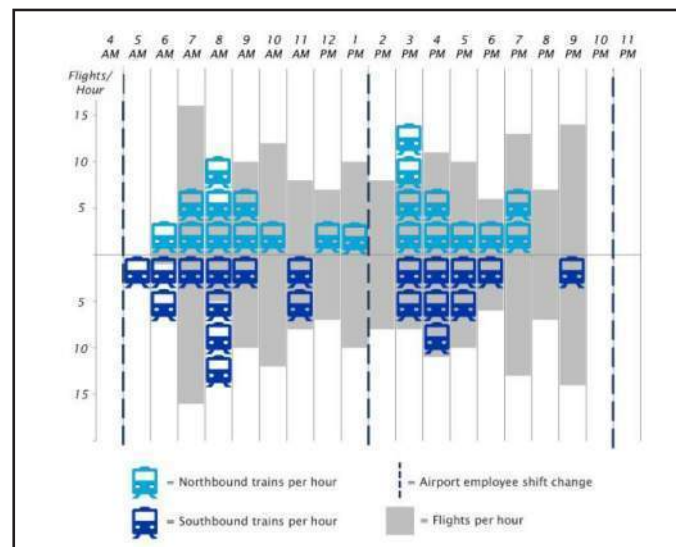 4 5 6 7 8 9 10 11 12 1 2 3 4 5 6 7 8 9 10 11
AM AM AM AM AM AM AM AM PM PM PM PM PM PM PM PM PM PM PM PM
Flights/
Hour
15
10
5
5
10
15
= Northbound trains per hour
= Airport employee shift change
= Southbound trains per hour
= Flights per hour